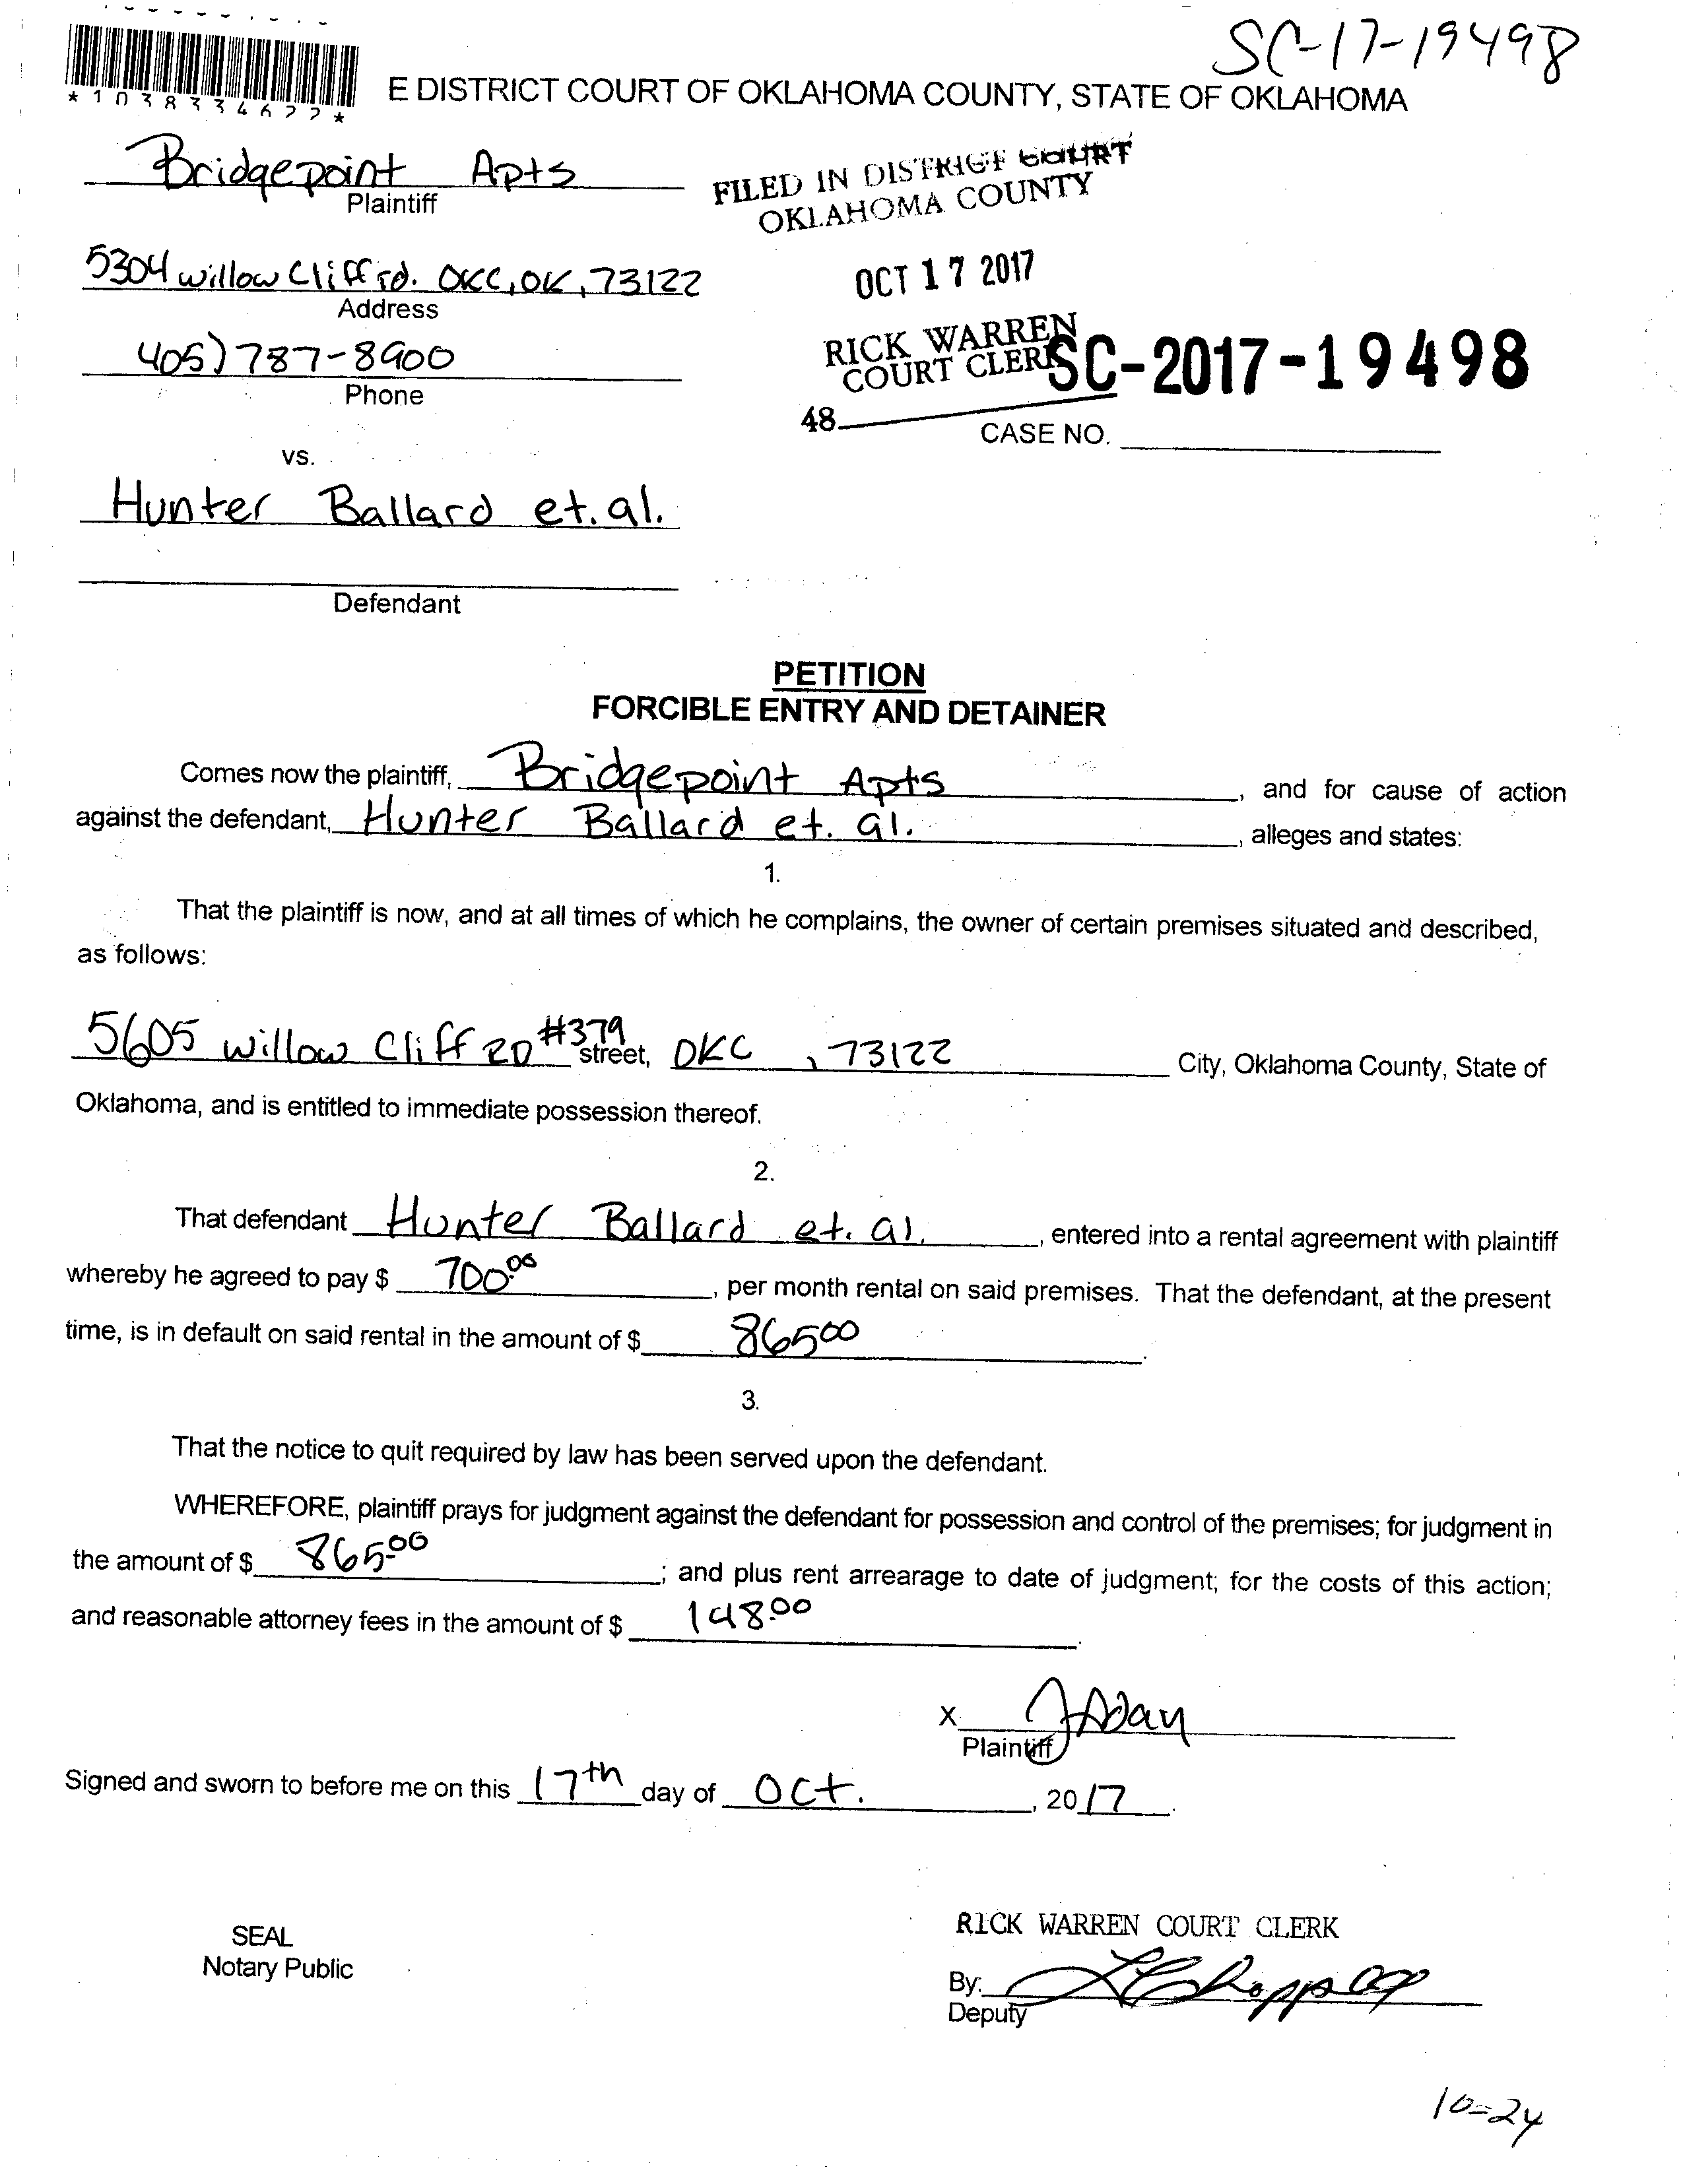 SC-17-19498
*1038334622*
E DISTRICT COURT OF OKLAHOMA COUNTY, STATE OF OKLAHOMA
Bridgepoint Apts
Plaintiff
FILED IN DISTRICT COURT
OKLAHOMA COUNTY
5304 Willow Cliff rd. OKC, OK, 73122
Address
OCT 17 2017
405) 787-8900
Phone
RICK WARREN
COURT CLERK
SC-2017-19498
48
CASE NO.
vs.
Hunter Ballard et. al.
Defendant
PETITION
FORCIBLE ENTRY AND DETAINER
Comes now the plaintiff, Bridgepoint Apts, and for cause of action
against the defendant, Hunter Ballard et. al., alleges and states:
1.
That the plaintiff is now, and at all times of which he complains, the owner of certain premises situated and described,
as follows:
5605 Willow Cliff RD #379 street, OKC, 73122 City, Oklahoma County, State of
Oklahoma, and is entitled to immediate possession thereof.
2.
That defendant Hunter Ballard et. al., entered into a rental agreement with plaintiff
whereby he agreed to pay $ 700.00, per month rental on said premises. That the defendant, at the present
time, is in default on said rental in the amount of $ 86500.
3.
That the notice to quit required by law has been served upon the defendant.
WHEREFORE, plaintiff prays for judgment against the defendant for possession and control of the premises; for judgment in
the amount of $ 865.00; and plus rent arrearage to date of judgment; for the costs of this action;
and reasonable attorney fees in the amount of $ 148.00.
X
Plaintiff
Signed and sworn to before me on this 17th day of Oct., 2017.
SEAL
Notary Public
RICK WARREN COURT CLERK
By:
Deputy
10-24